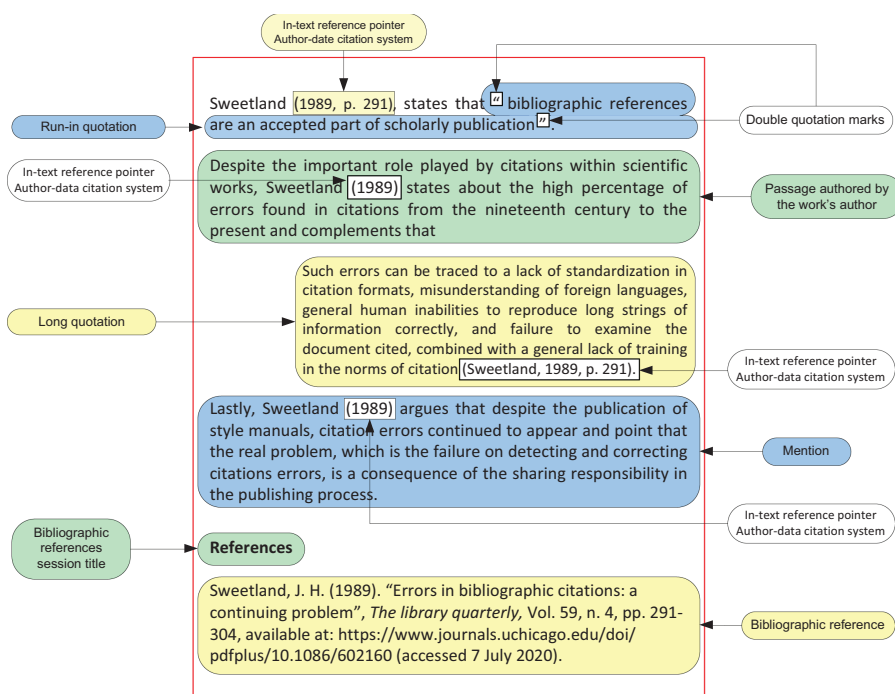 In-text reference pointer
Author-date citation system
Sweetland (1989, p. 291), states that “ bibliographic references
are an accepted part of scholarly publication ”.
Run-in quotation
Double quotation marks
In-text reference pointer
Author-data citation system
Despite the important role played by citations within scientific
works, Sweetland (1989) states about the high percentage of
errors found in citations from the nineteenth century to the
present and complements that
Passage authored by
the work's author
Such errors can be traced to a lack of standardization in
citation formats, misunderstanding of foreign languages,
general human inabilities to reproduce long strings of
information correctly, and failure to examine the
document cited, combined with a general lack of training
in the norms of citation (Sweetland, 1989, p. 291).
Long quotation
In-text reference pointer
Author-data citation system
Lastly, Sweetland (1989) argues that despite the publication of
style manuals, citation errors continued to appear and point that
the real problem, which is the failure on detecting and correcting
citations errors, is a consequence of the sharing responsibility in
the publishing process.
Mention
In-text reference pointer
Author-data citation system
Bibliographic
references
session title
References
Sweetland, J. H. (1989). “Errors in bibliographic citations: a
continuing problem”, The library quarterly, Vol. 59, n. 4, pp. 291-
304, available at: https://www.journals.uchicago.edu/doi/
pdfplus/10.1086/602160 (accessed 7 July 2020).
Bibliographic reference